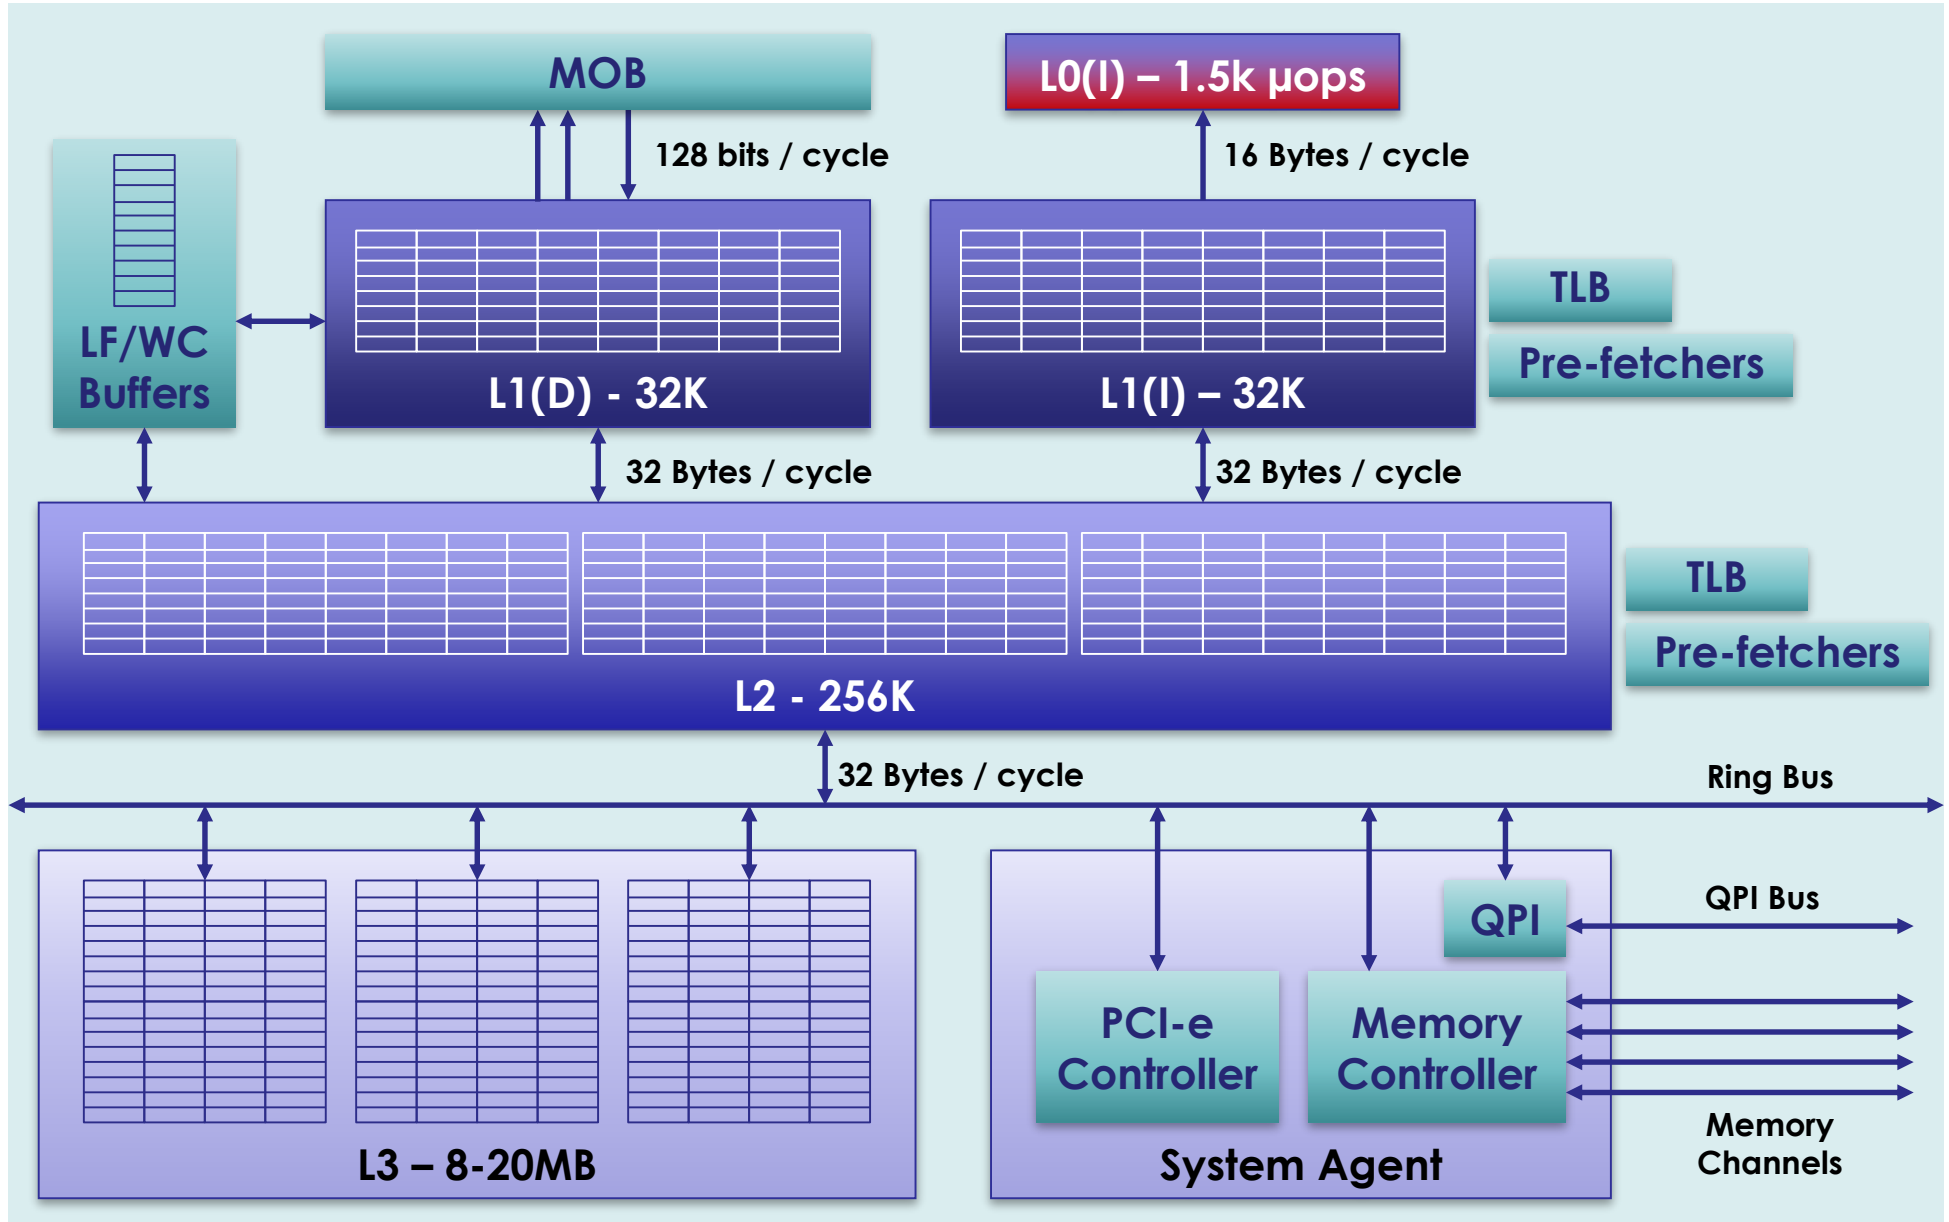 MOB
L0(I) – 1.5k µops
128 bits / cycle
16 Bytes / cycle
LF/WC
Buffers
L1(D) - 32K
L1(I) – 32K
TLB
Pre-fetchers
32 Bytes / cycle
32 Bytes / cycle
L2 - 256K
TLB
Pre-fetchers
32 Bytes / cycle
Ring Bus
QPI
QPI Bus
PCI-e
Controller
Memory
Controller
Memory
Channels
L3 – 8-20MB
System Agent